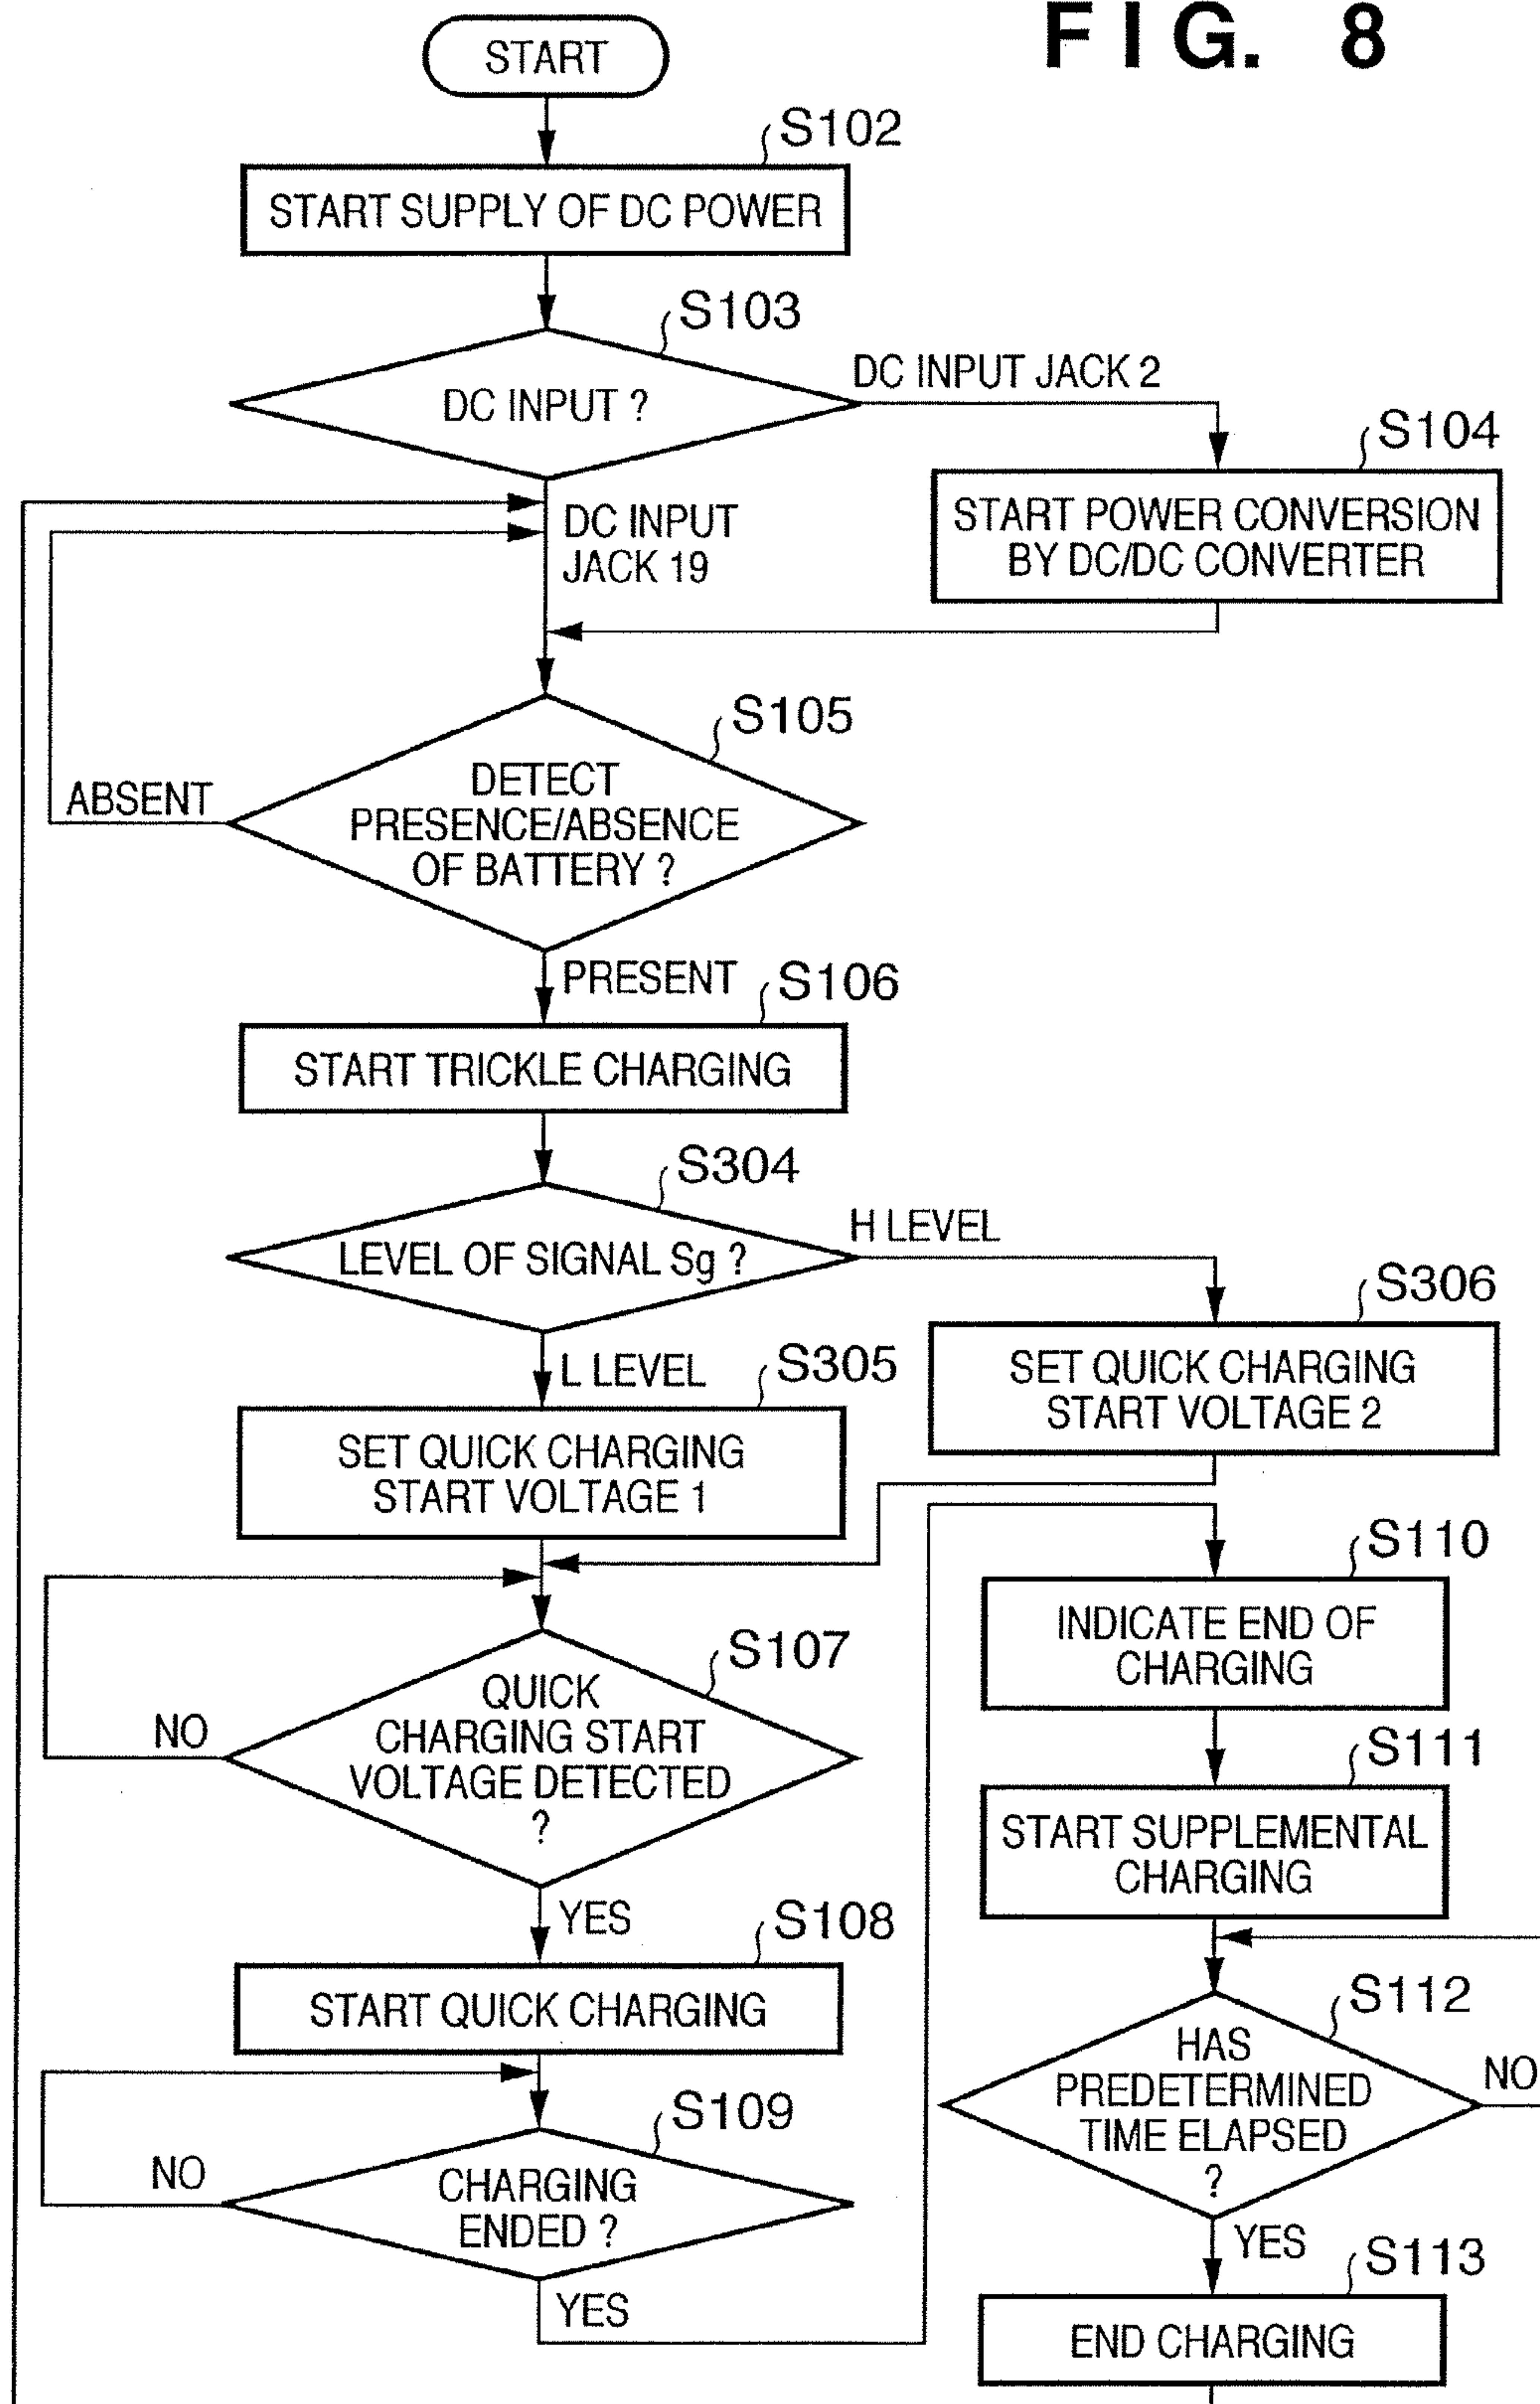 FIG. 8
START
S102
START SUPPLY OF DC POWER
S103
DC INPUT ?
DC INPUT JACK 2
S104
START POWER CONVERSION
BY DC/DC CONVERTER
DC INPUT
JACK 19
S105
DETECT
PRESENCE/ABSENCE
OF BATTERY ?
ABSENT
PRESENT
S106
START TRICKLE CHARGING
S304
LEVEL OF SIGNAL Sg ?
H LEVEL
S306
SET QUICK CHARGING
START VOLTAGE 2
L LEVEL
S305
SET QUICK CHARGING
START VOLTAGE 1
S107
QUICK
CHARGING START
VOLTAGE DETECTED
?
NO
YES
S108
START QUICK CHARGING
S109
CHARGING
ENDED ?
NO
YES
S110
INDICATE END OF
CHARGING
S111
START SUPPLEMENTAL
CHARGING
S112
HAS
PREDETERMINED
TIME ELAPSED
?
NO
YES
S113
END CHARGING